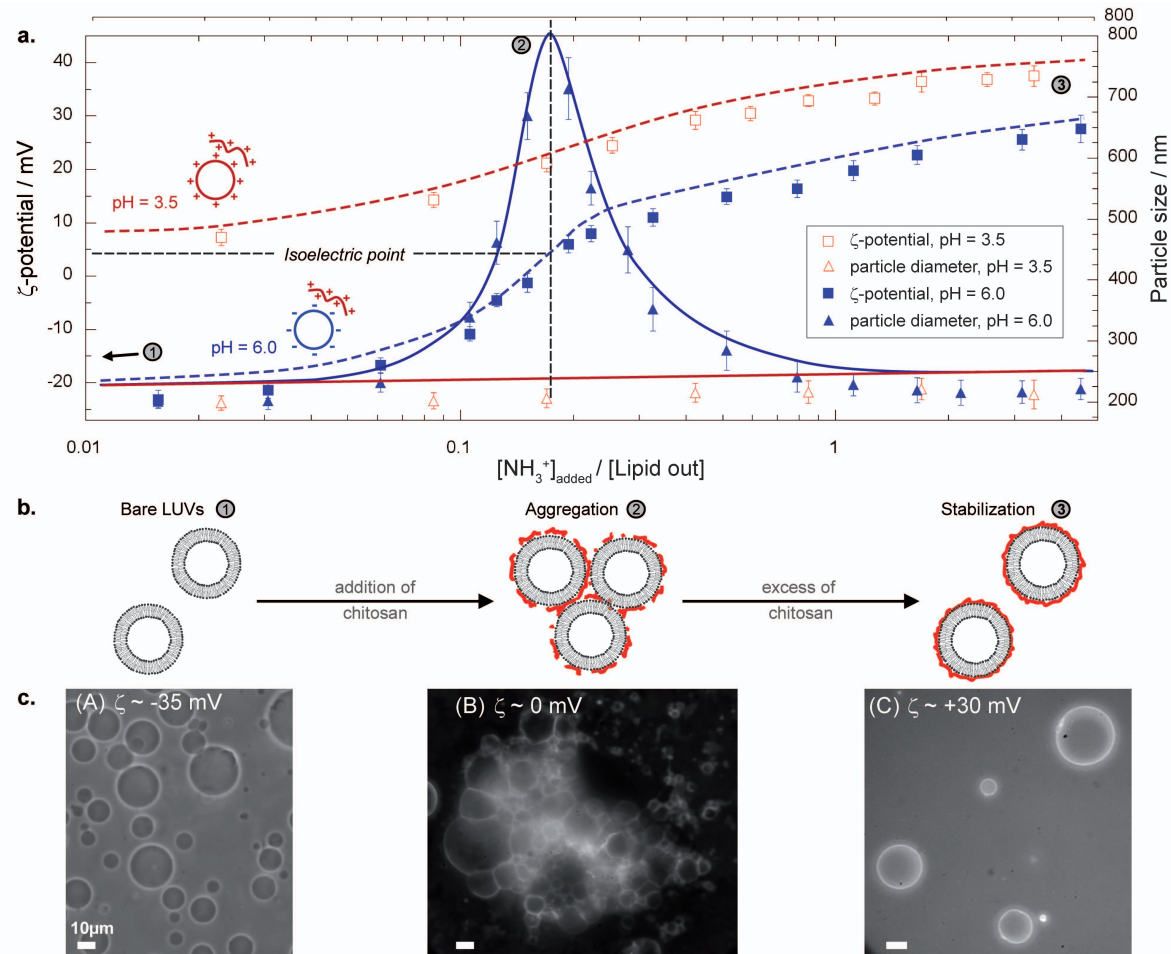 a.
ζ-potential / mV
40
30
20
10
0
-10
-20
0.01
0.1
1
[NH₃⁺]added / [Lipid out]
800
800
700
600
500
400
300
200
Particle size / nm
2
3
1
pH = 3.5
Isoelectric point
pH = 6.0
ζ-potential, pH = 3.5
particle diameter, pH = 3.5
ζ-potential, pH = 6.0
particle diameter, pH = 6.0
b.
Bare LUVs 1
Aggregation 2
Stabilization 3
addition of
chitosan
excess of
chitosan
c.
(A) ζ ~ -35 mV
(B) ζ ~ 0 mV
(C) ζ ~ +30 mV
10µm